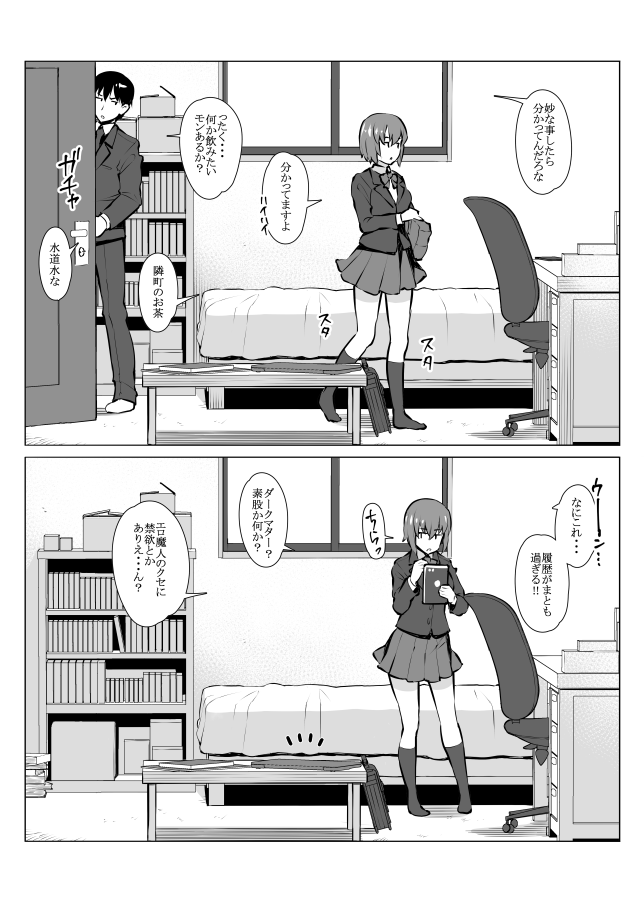 妙な事したら
分かってんだろな
ったく・・・
何か飲みたい
モンあるか？
分かってますよ
ハイハイ
ガチャ
水道水な
隣町のお茶
スタ
スタ
ウーーン・・・
なにこれ・・・
履歴がまとも
過ぎる!!
ちらっ
ダークマター？
素股か何か？
エロ魔人のクセに
禁欲とか
ありえ・・・ん？